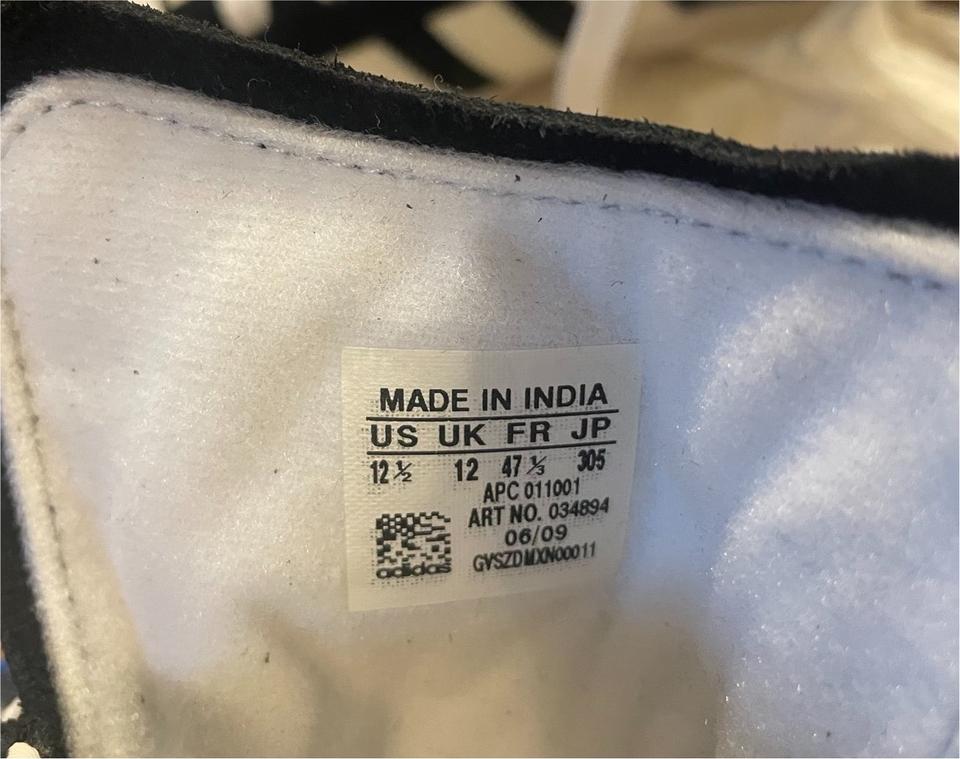 MADE IN INDIA
US UK FR JP
12 ½ 12 47 ⅓ 305
APC 011001
ART NO. 034894
06/09
GVSZDMXN00011
adidas